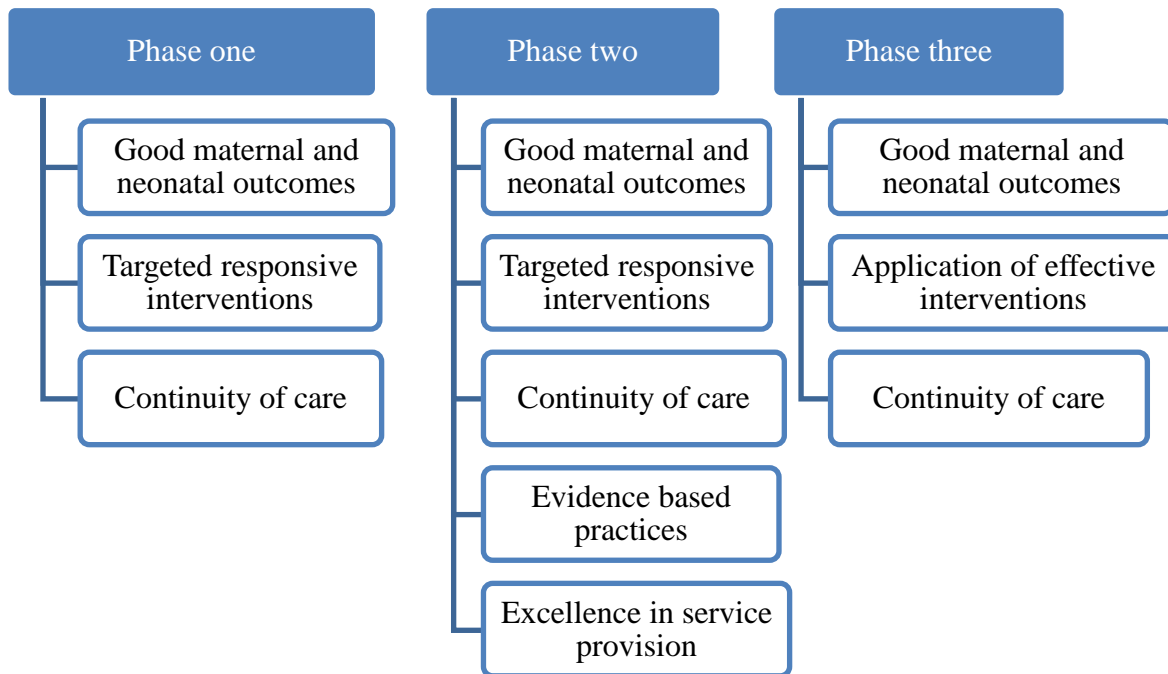 Phase one
Good maternal and
neonatal outcomes
Targeted responsive
interventions
Continuity of care
Phase two
Good maternal and
neonatal outcomes
Targeted responsive
interventions
Continuity of care
Evidence based
practices
Excellence in service
provision
Phase three
Good maternal and
neonatal outcomes
Application of effective
interventions
Continuity of care